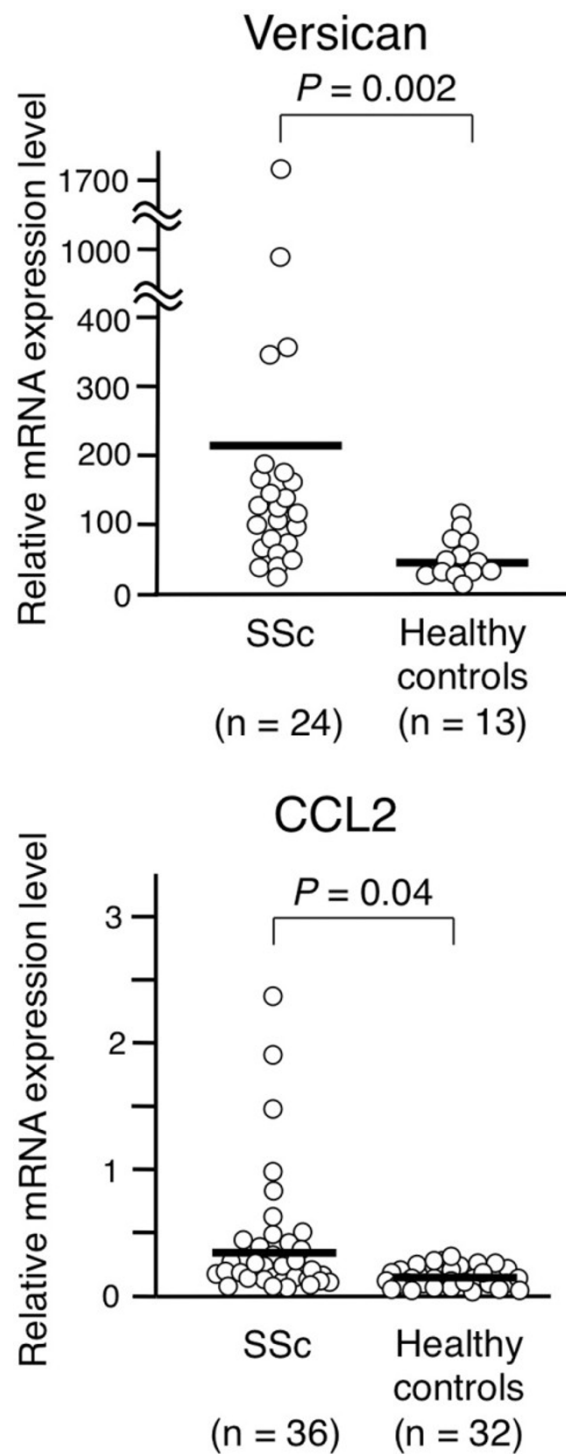 Versican
P = 0.002
Relative mRNA expression level
1700
1000
400
300
200
100
0
SSc
Healthy
controls
(n = 24)
(n = 13)
CCL2
P = 0.04
Relative mRNA expression level
3
2
1
0
SSc
Healthy
controls
(n = 36)
(n = 32)